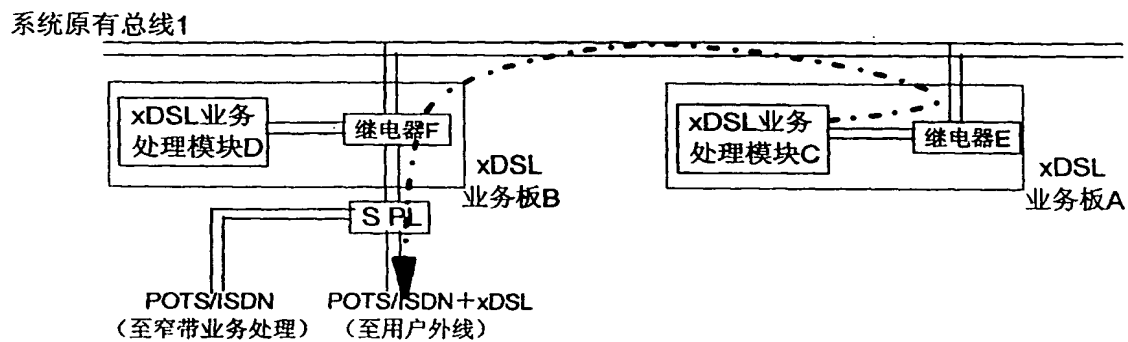 系统原有总线1
xDSL业务
处理模块D
继电器F
xDSL
业务板B
xDSL业务
处理模块C
继电器E
xDSL
业务板A
SPL
POTS/ISDN
（至窄带业务处理）
POTS/ISDN＋xDSL
（至用户外线）